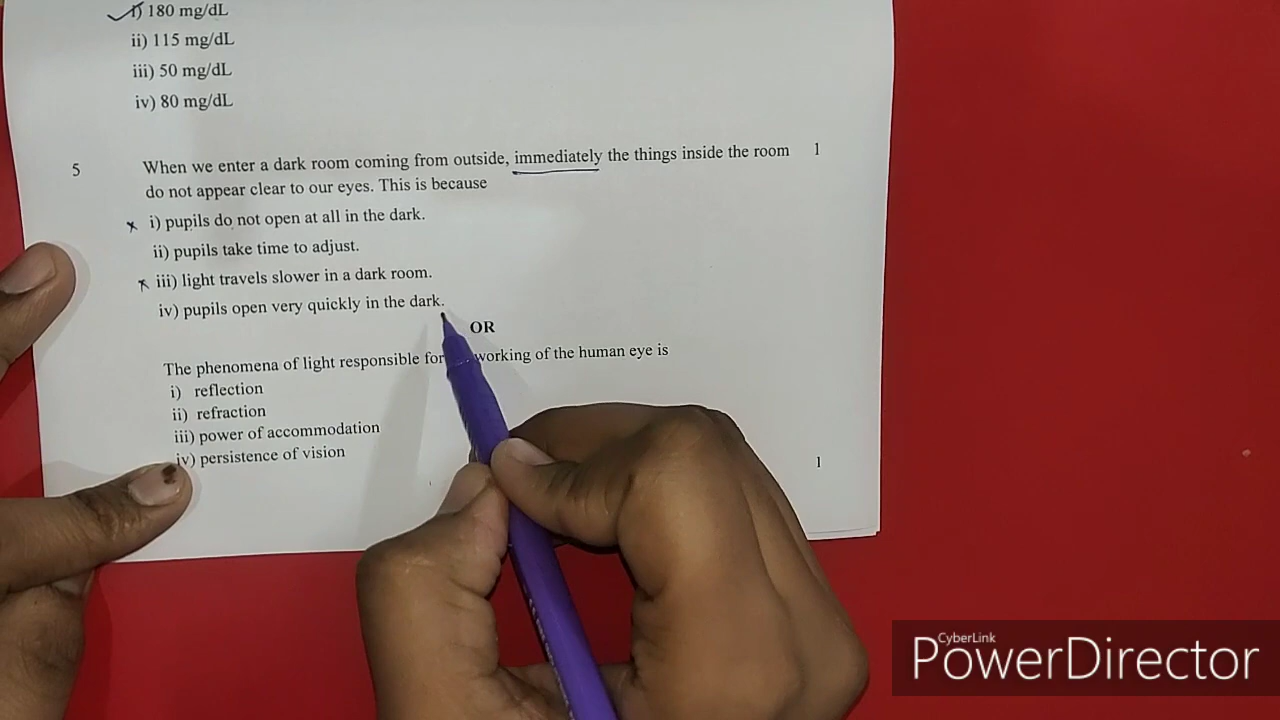 i) 180 mg/dL
ii) 115 mg/dL
iii) 50 mg/dL
iv) 80 mg/dL
5 When we enter a dark room coming from outside, immediately the things inside the room 1
do not appear clear to our eyes. This is because
i) pupils do not open at all in the dark.
ii) pupils take time to adjust.
iii) light travels slower in a dark room.
iv) pupils open very quickly in the dark.
OR
The phenomena of light responsible for working of the human eye is
i) reflection
ii) refraction
iii) power of accommodation
iv) persistence of vision
1
CyberLink
PowerDirector